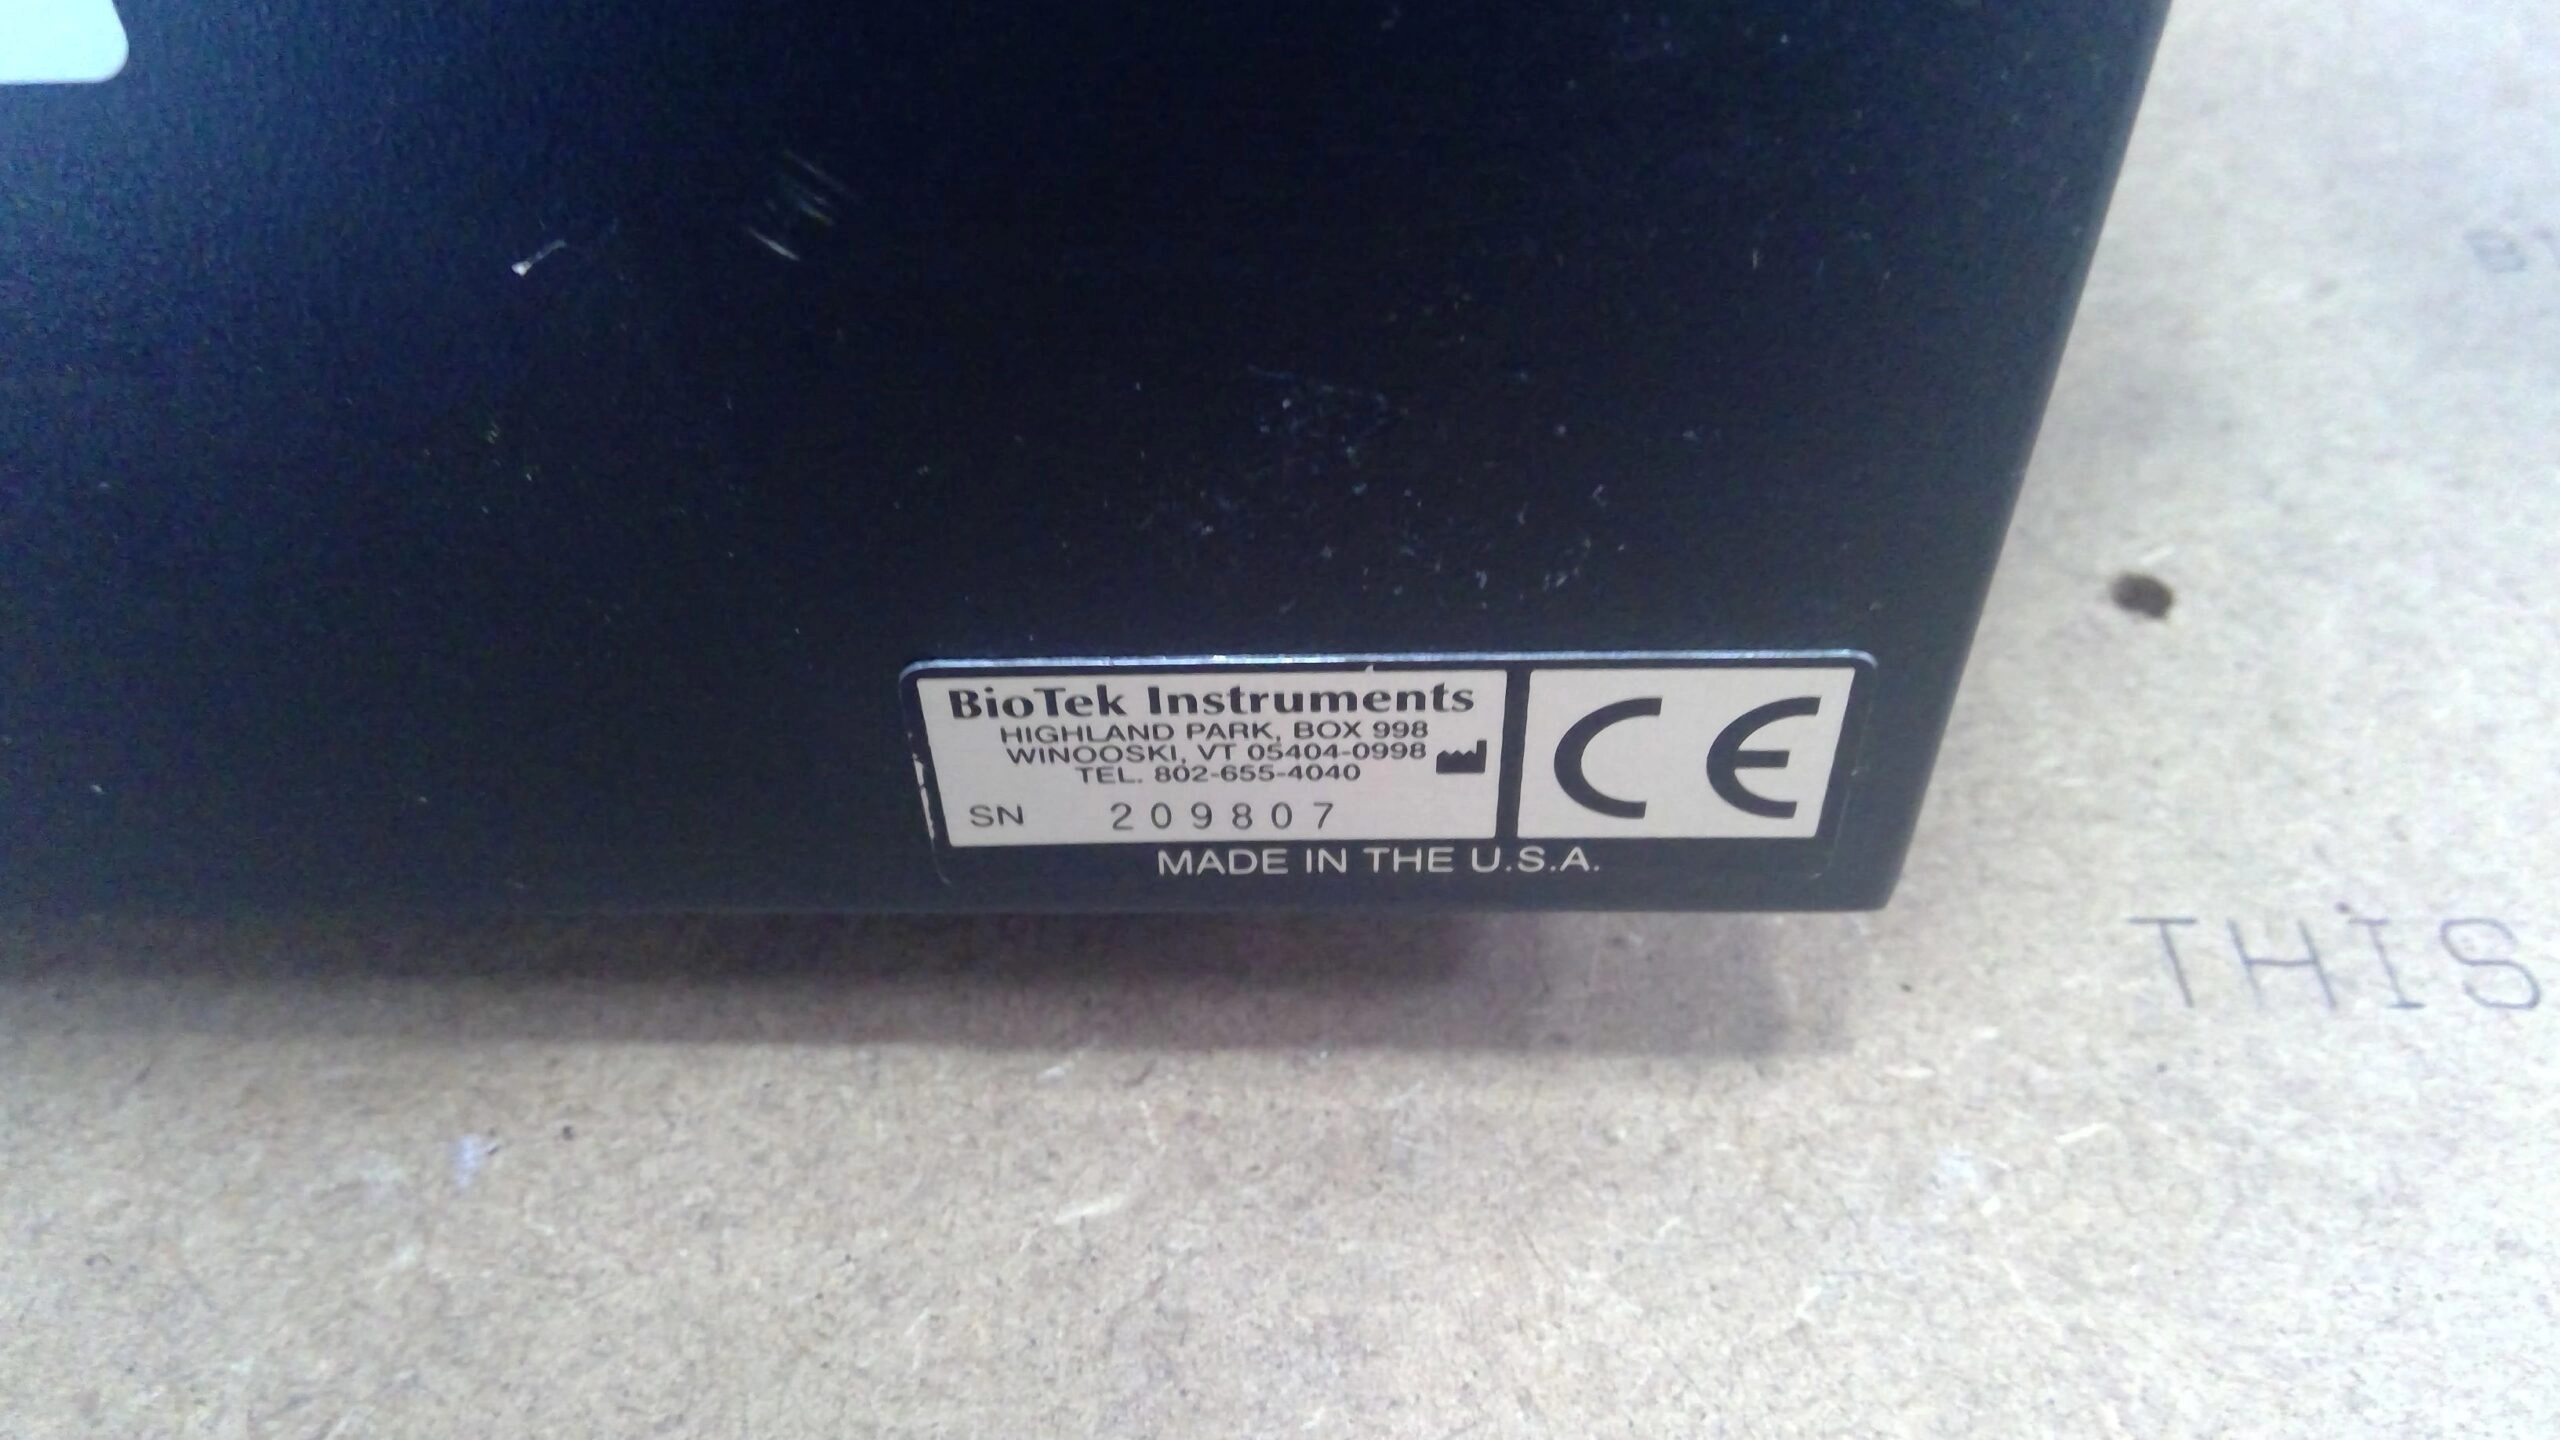 BioTek Instruments
HIGHLAND PARK, BOX 998
WINOOSKI, VT 05404-0998
TEL. 802-655-4040
SN 209807
CE
MADE IN THE U.S.A.
THIS